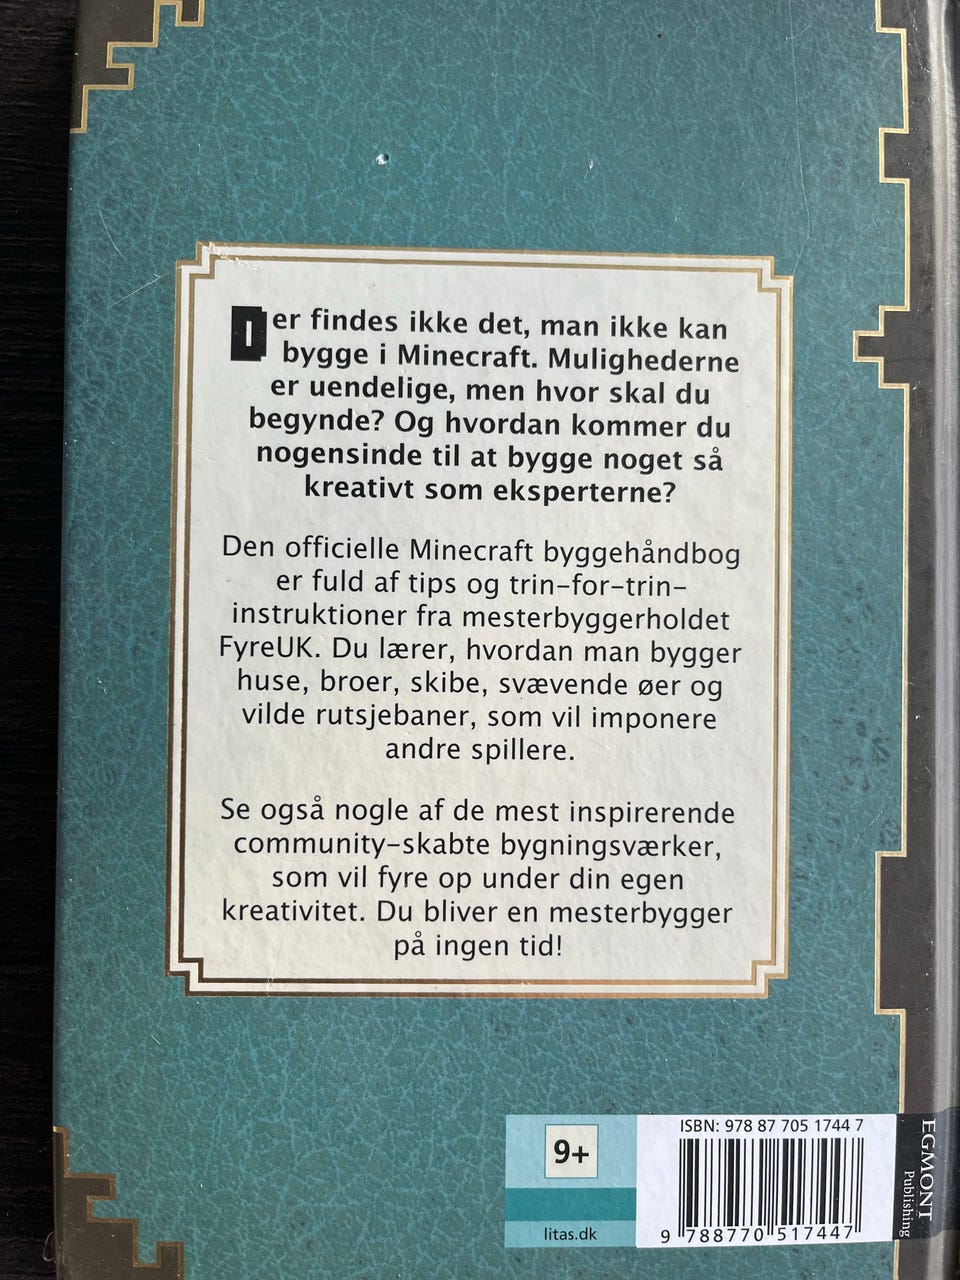 Der findes ikke det, man ikke kan
bygge i Minecraft. Mulighederne
er uendelige, men hvor skal du
begynde? Og hvordan kommer du
nogensinde til at bygge noget så
kreativt som eksperterne?
Den officielle Minecraft byggehåndbog
er fuld af tips og trin-for-trin-
instruktioner fra mesterbyggerholdet
FyreUK. Du lærer, hvordan man bygger
huse, broer, skibe, svævende øer og
vilde rutsjebaner, som vil imponere
andre spillere.
Se også nogle af de mest inspirerende
community-skabte bygningsværker,
som vil fyre op under din egen
kreativitet. Du bliver en mesterbygger
på ingen tid!
9+
litas.dk
ISBN: 978 87 705 1744 7
9 788770 517447
EGMONT
Publishing